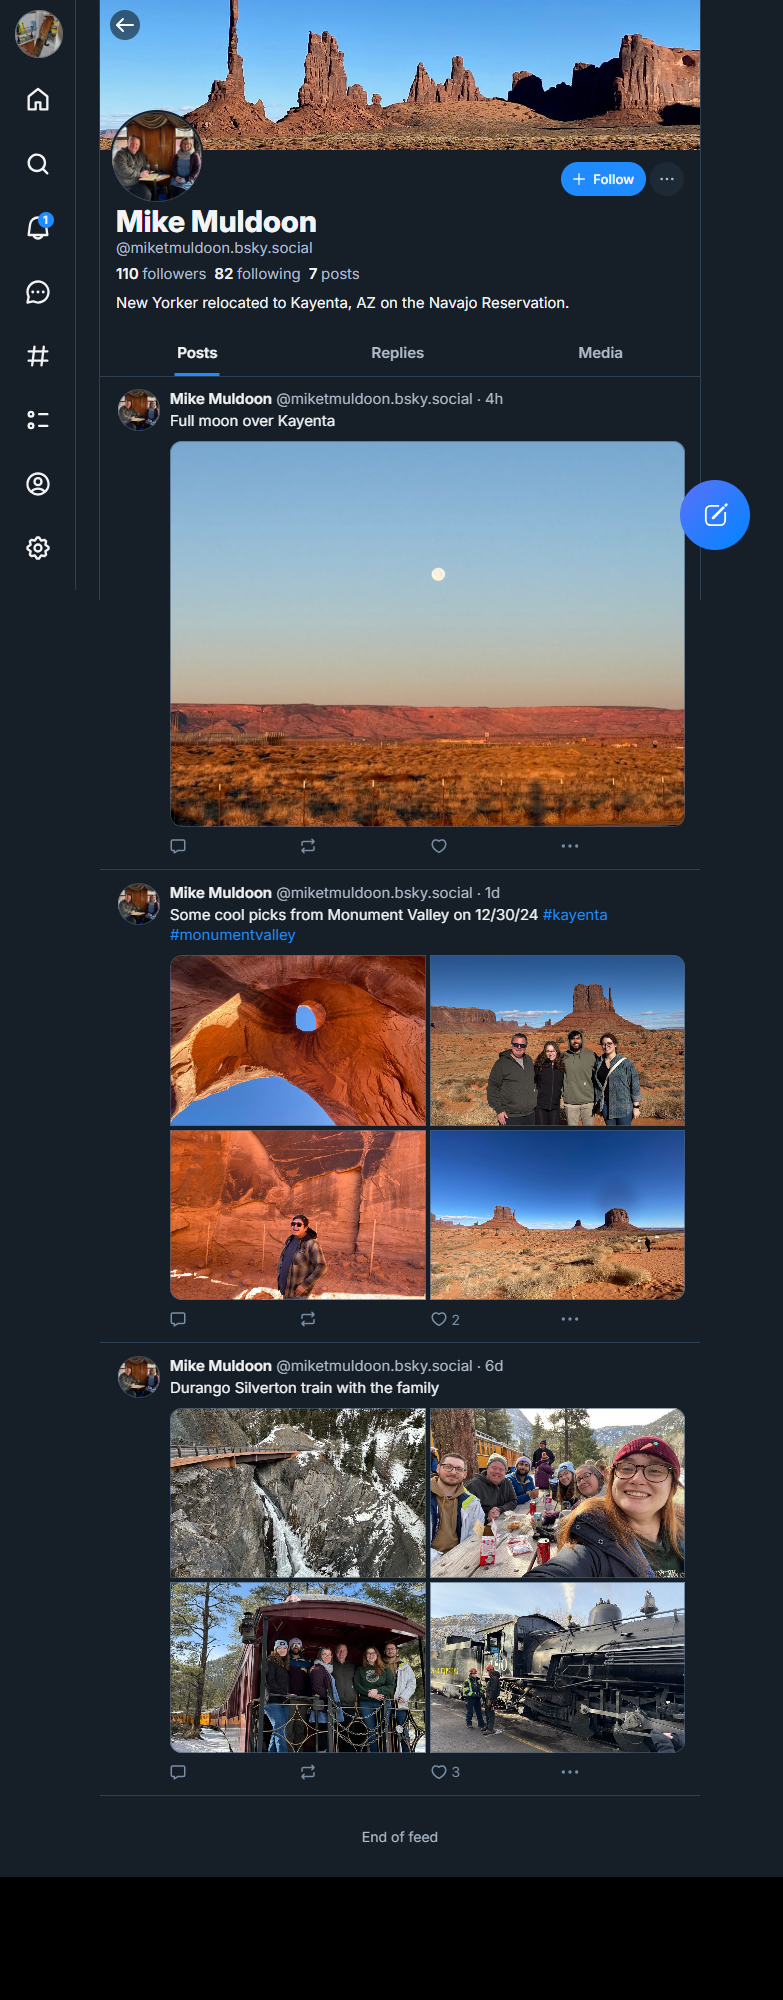 1
+ Follow
Mike Muldoon
@miketmuldoon.bsky.social
110 followers 82 following 7 posts
New Yorker relocated to Kayenta, AZ on the Navajo Reservation.
Posts Replies Media
Mike Muldoon @miketmuldoon.bsky.social · 4h
Full moon over Kayenta
Mike Muldoon @miketmuldoon.bsky.social · 1d
Some cool picks from Monument Valley on 12/30/24 #kayenta
#monumentvalley
2
Mike Muldoon @miketmuldoon.bsky.social · 6d
Durango Silverton train with the family
3
End of feed